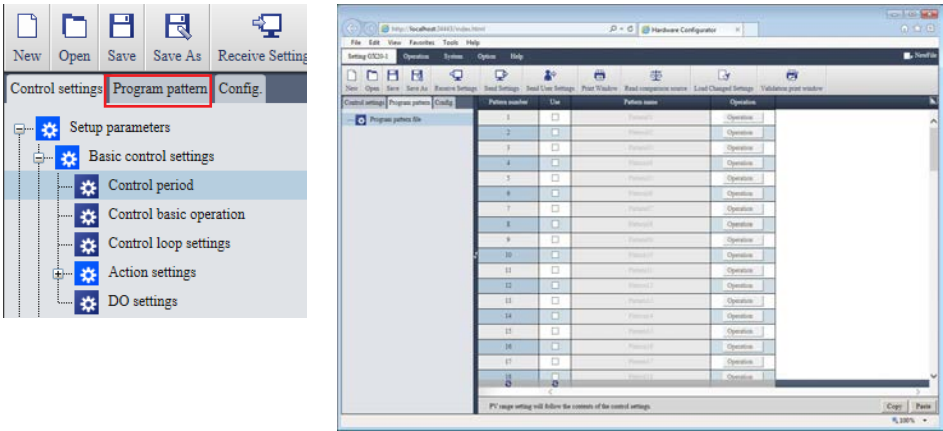 New Open Save Save As Receive Setting
Control settings Program pattern Config.
Setup parameters
Basic control settings
Control period
Control basic operation
Control loop settings
Action settings
DO settings
http://localhost:34443/index.html
Hardware Configurator
File Edit View Favorites Tools Help
Setting GX20-1 Operation System Option Help
NewFile
New Open Save Save As Receive Settings Send Settings Send User Settings Print Window Read comparison source Load Changed Settings Validation print window
Control settings Program pattern Config.
Pattern number Use Pattern name Operation
Program pattern file
1 Operation
2 Operation
3 Operation
4 Operation
5 Operation
6 Operation
7 Operation
8 Operation
9 Operation
10 Operation
11 Operation
12 Operation
13 Operation
14 Operation
15 Operation
16 Operation
17 Operation
18 Operation
PV range setting will follow the contents of the control settings.
Copy Paste
100%